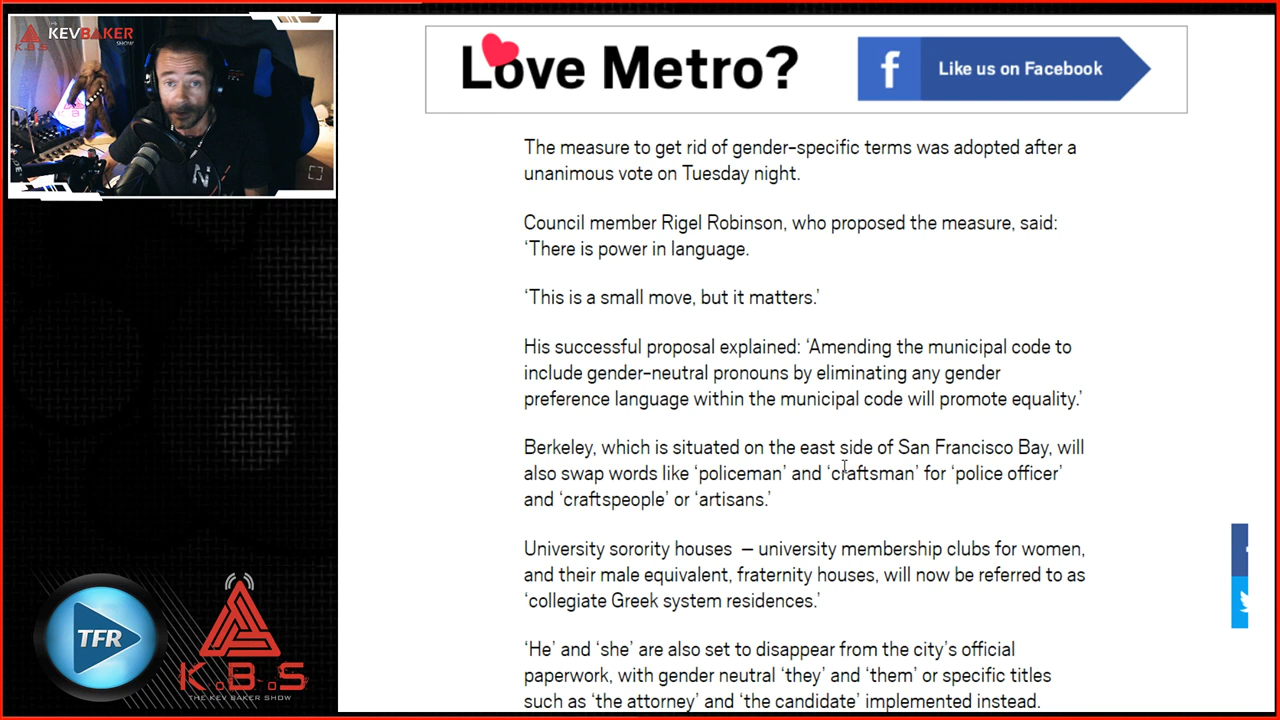 THE
KEVBAKER
SHOW
K.B.S
Love Metro?
f
Like us on Facebook
The measure to get rid of gender-specific terms was adopted after a
unanimous vote on Tuesday night.
Council member Rigel Robinson, who proposed the measure, said:
‘There is power in language.
‘This is a small move, but it matters.’
His successful proposal explained: ‘Amending the municipal code to
include gender-neutral pronouns by eliminating any gender
preference language within the municipal code will promote equality.’
Berkeley, which is situated on the east side of San Francisco Bay, will
also swap words like ‘policeman’ and ‘craftsman’ for ‘police officer’
and ‘craftspeople’ or ‘artisans.’
University sorority houses – university membership clubs for women,
and their male equivalent, fraternity houses, will now be referred to as
‘collegiate Greek system residences.’
‘He’ and ‘she’ are also set to disappear from the city’s official
paperwork, with gender neutral ‘they’ and ‘them’ or specific titles
such as ‘the attorney’ and ‘the candidate’ implemented instead.
TFR
K.B.S
THE KEV BAKER SHOW